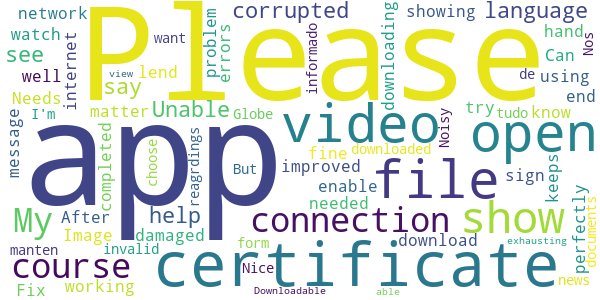 network corrupted showing language
watch Please problem errors downloading want hand Nos
see internet informado Can
well say lend view de using
Needs Unable video open end
message I'm matter Globe Noisy try tudo know
completed choose app But reagrdings fine downloaded file keeps perfectly
improved enable sign
My After help connection needed show documents
Image damaged download
manten invalid form certificate exhausting
course Nice news
Fix working Downloadable able